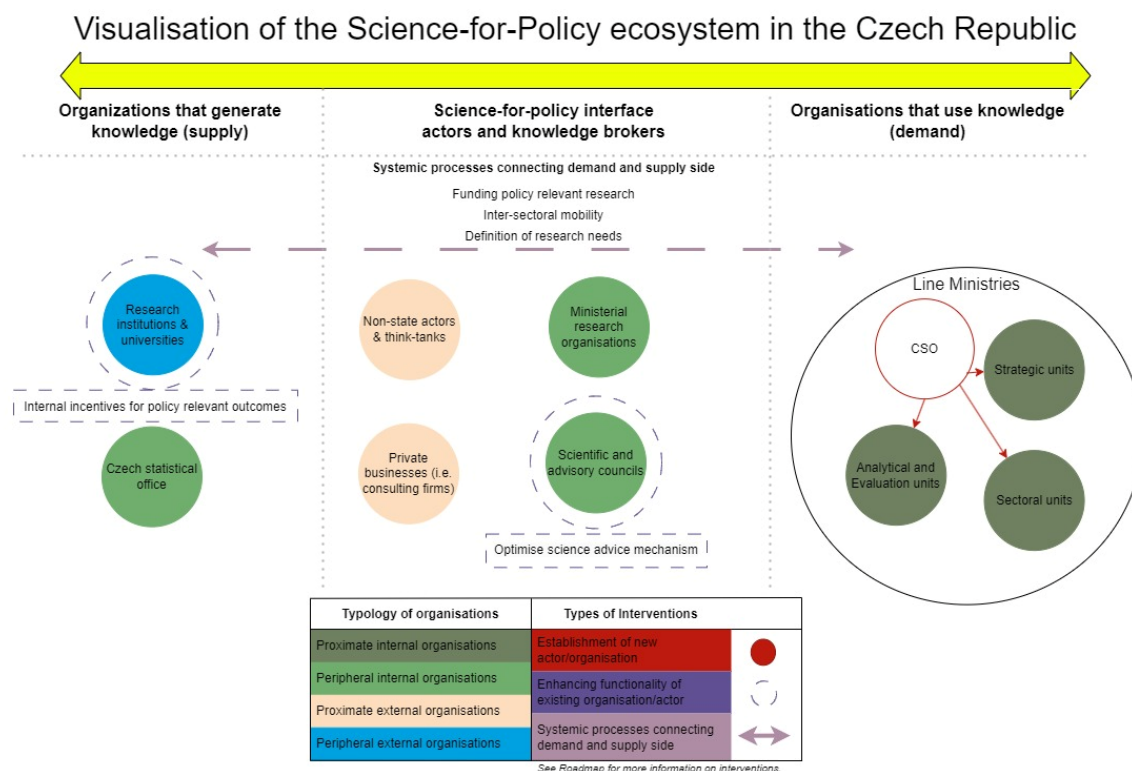 Visualisation of the Science-for-Policy ecosystem in the Czech Republic
Organizations that generate
knowledge (supply)
Science-for-policy interface
actors and knowledge brokers
Organisations that use knowledge
(demand)
Systemic processes connecting demand and supply side
Funding policy relevant research
Inter-sectoral mobility
Definition of research needs
Research
institutions &
universities
Internal incentives for policy relevant outcomes
Czech statistical
office
Non-state actors
& think-tanks
Ministerial
research
organisations
Private
businesses (i.e.
consulting firms)
Scientific and
advisory councils
Optimise science advice mechanism
Line Ministries
CSO
Strategic units
Analytical and
Evaluation units
Sectoral units
Typology of organisations
Types of Interventions
Proximate internal organisations
Peripheral internal organisations
Proximate external organisations
Peripheral external organisations
Establishment of new
actor/organisation
Enhancing functionality of
existing organisation/actor
Systemic processes connecting
demand and supply side
See Roadmap for more information on interventions